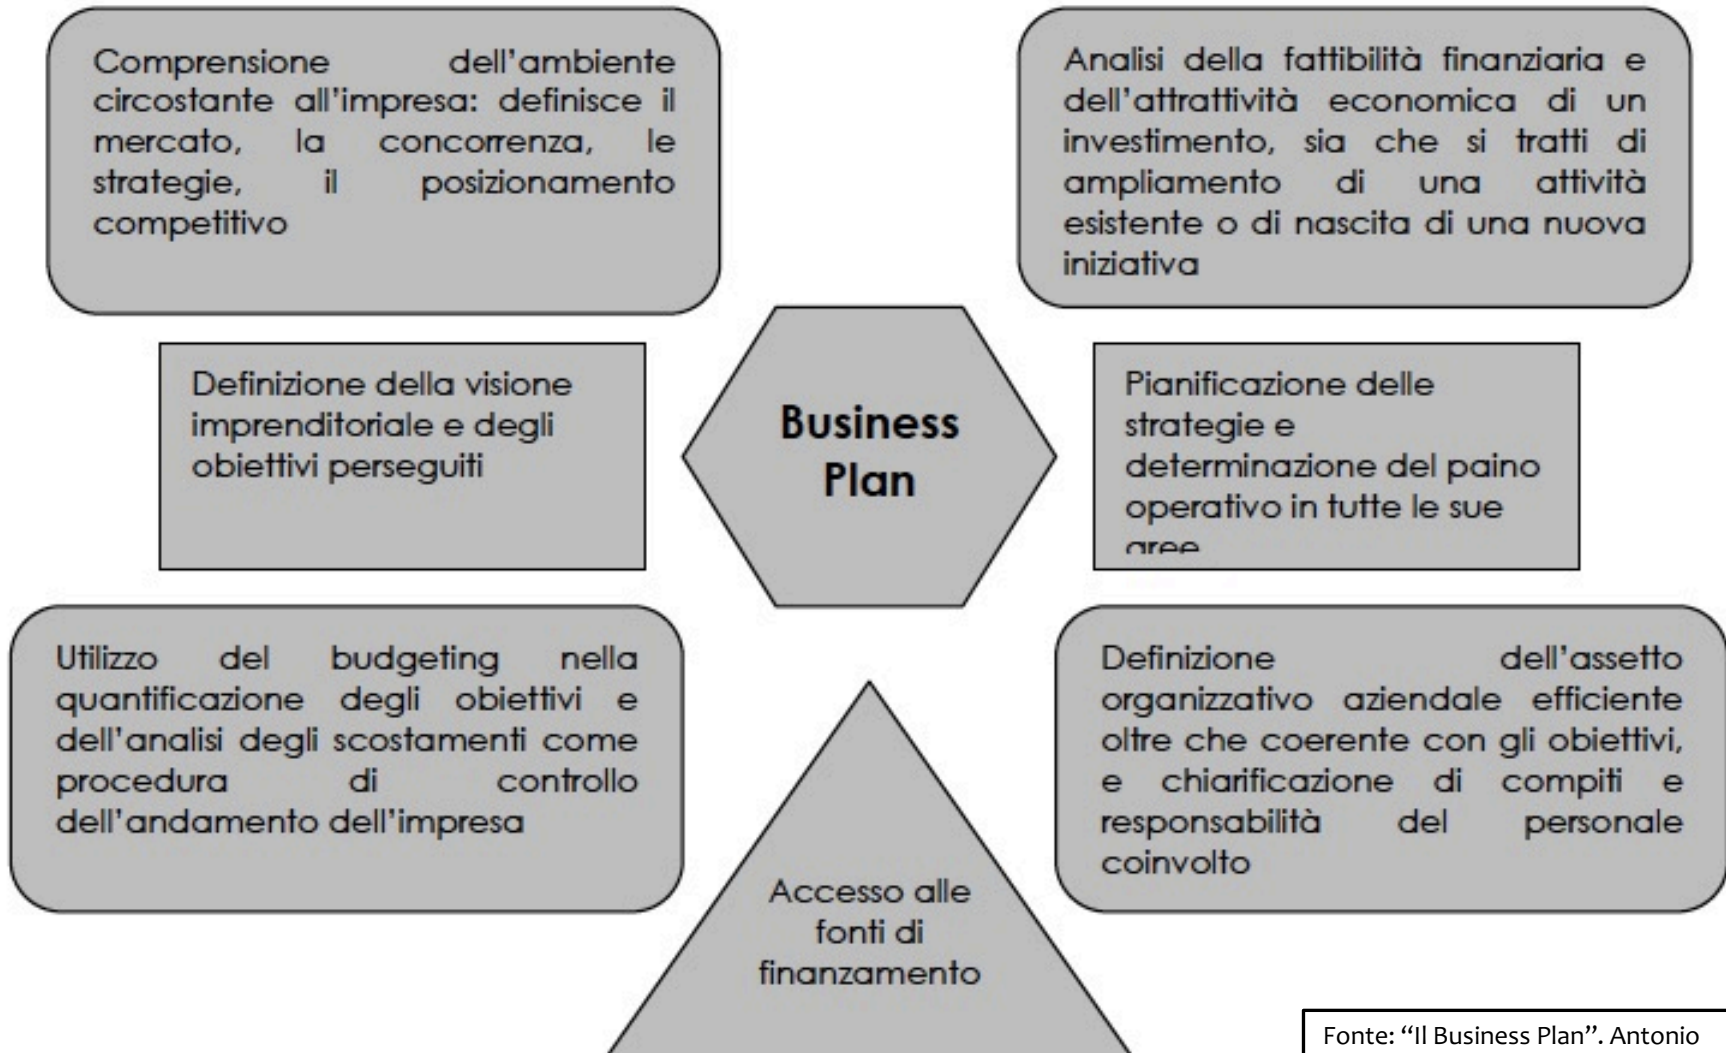 Comprensione dell'ambiente
circostante all'impresa: definisce il
mercato, la concorrenza, le
strategie, il posizionamento
competitivo
Analisi della fattibilità finanziaria e
dell'attrattività economica di un
investimento, sia che si tratti di
ampliamento di una attività
esistente o di nascita di una nuova
iniziativa
Definizione della visione
imprenditoriale e degli
obiettivi perseguiti
Business
Plan
Pianificazione delle
strategie e
determinazione del paino
operativo in tutte le sue
aree
Utilizzo del budgeting nella
quantificazione degli obiettivi e
dell'analisi degli scostamenti come
procedura di controllo
dell'andamento dell'impresa
Definizione dell'assetto
organizzativo aziendale efficiente
oltre che coerente con gli obiettivi,
e chiarificazione di compiti e
responsabilità del personale
coinvolto
Accesso alle
fonti di
finanzamento
Fonte: “Il Business Plan”. Antonio